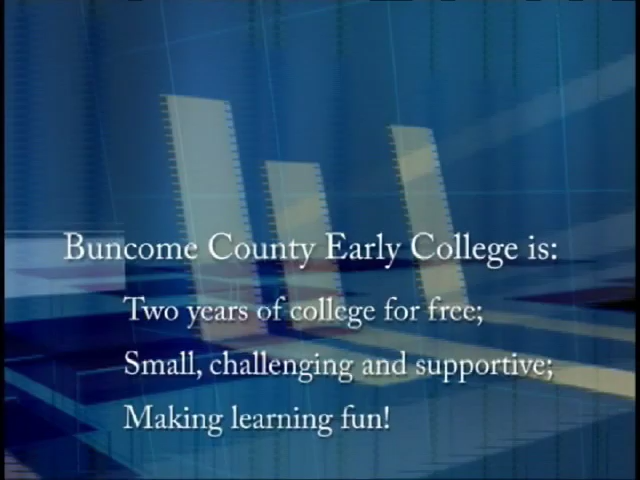 Buncome County Early College is:
Two years of college for free;
Small, challenging and supportive;
Making learning fun!